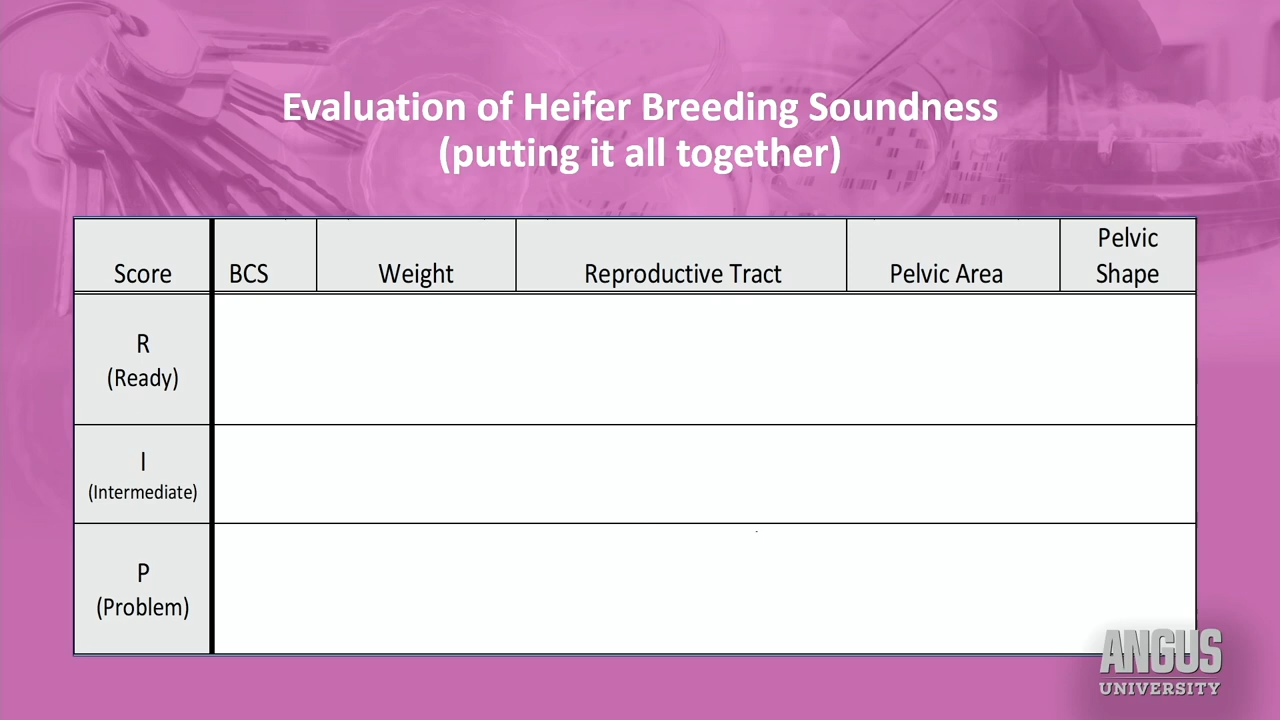 Evaluation of Heifer Breeding Soundness
(putting it all together)
Score
BCS
Weight
Reproductive Tract
Pelvic Area
Pelvic
Shape
R
(Ready)
I
(Intermediate)
P
(Problem)
ANGUS
UNIVERSITY